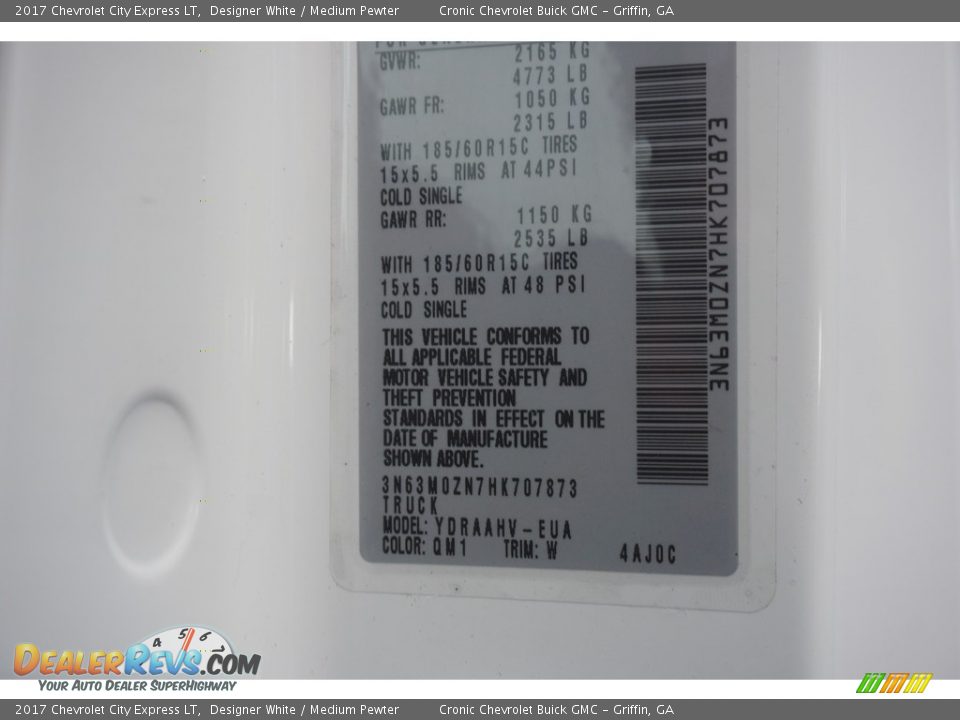 2017 Chevrolet City Express LT, Designer White / Medium Pewter Cronic Chevrolet Buick GMC - Griffin, GA
GVWR: 2165 KG
4773 LB
GAWR FR: 1050 KG
2315 LB
WITH 185/60R15C TIRES
15x5.5 RIMS AT 44PSI
COLD SINGLE
GAWR RR: 1150 KG
2535 LB
WITH 185/60R15C TIRES
15x5.5 RIMS AT 48 PSI
COLD SINGLE
THIS VEHICLE CONFORMS TO
ALL APPLICABLE FEDERAL
MOTOR VEHICLE SAFETY AND
THEFT PREVENTION
STANDARDS IN EFFECT ON THE
DATE OF MANUFACTURE
SHOWN ABOVE.
3N63M0ZN7HK707873
TRUCK
MODEL: YDRAAHV-EUA
COLOR: QM1 TRIM: W 4AJ0C
3N63M0ZN7HK707873
4 5 6 7
DEALERREVS.COM
YOUR AUTO DEALER SUPERHIGHWAY
2017 Chevrolet City Express LT, Designer White / Medium Pewter Cronic Chevrolet Buick GMC - Griffin, GA